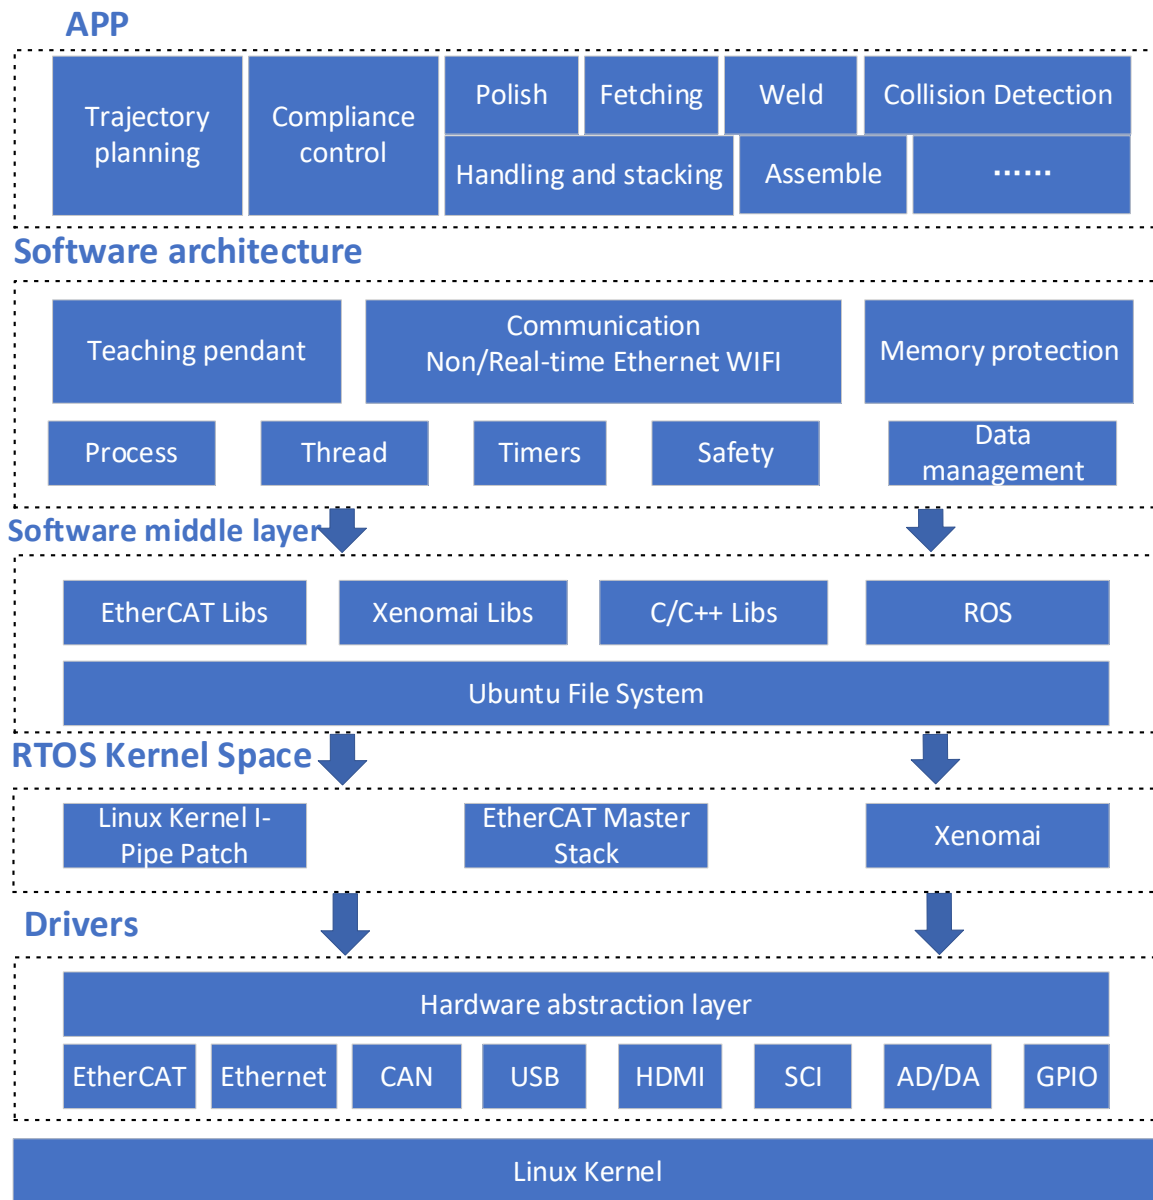 APP
Trajectory
planning
Compliance
control
Polish
Fetching
Weld
Collision Detection
Handling and stacking
Assemble
······
Software architecture
Teaching pendant
Communication
Non/Real-time Ethernet WIFI
Memory protection
Process
Thread
Timers
Safety
Data
management
Software middle layer
EtherCAT Libs
Xenomai Libs
C/C++ Libs
ROS
Ubuntu File System
RTOS Kernel Space
Linux Kernel I-
Pipe Patch
EtherCAT Master
Stack
Xenomai
Drivers
Hardware abstraction layer
EtherCAT
Ethernet
CAN
USB
HDMI
SCI
AD/DA
GPIO
Linux Kernel